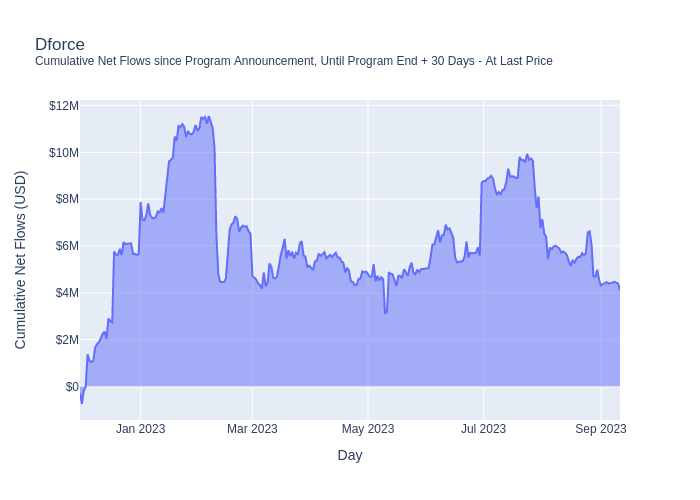 Dforce
Cumulative Net Flows since Program Announcement, Until Program End + 30 Days - At Last Price
Cumulative Net Flows (USD)
$12M
$10M
$8M
$6M
$4M
$2M
$0
Jan 2023
Mar 2023
May 2023
Jul 2023
Sep 2023
Day